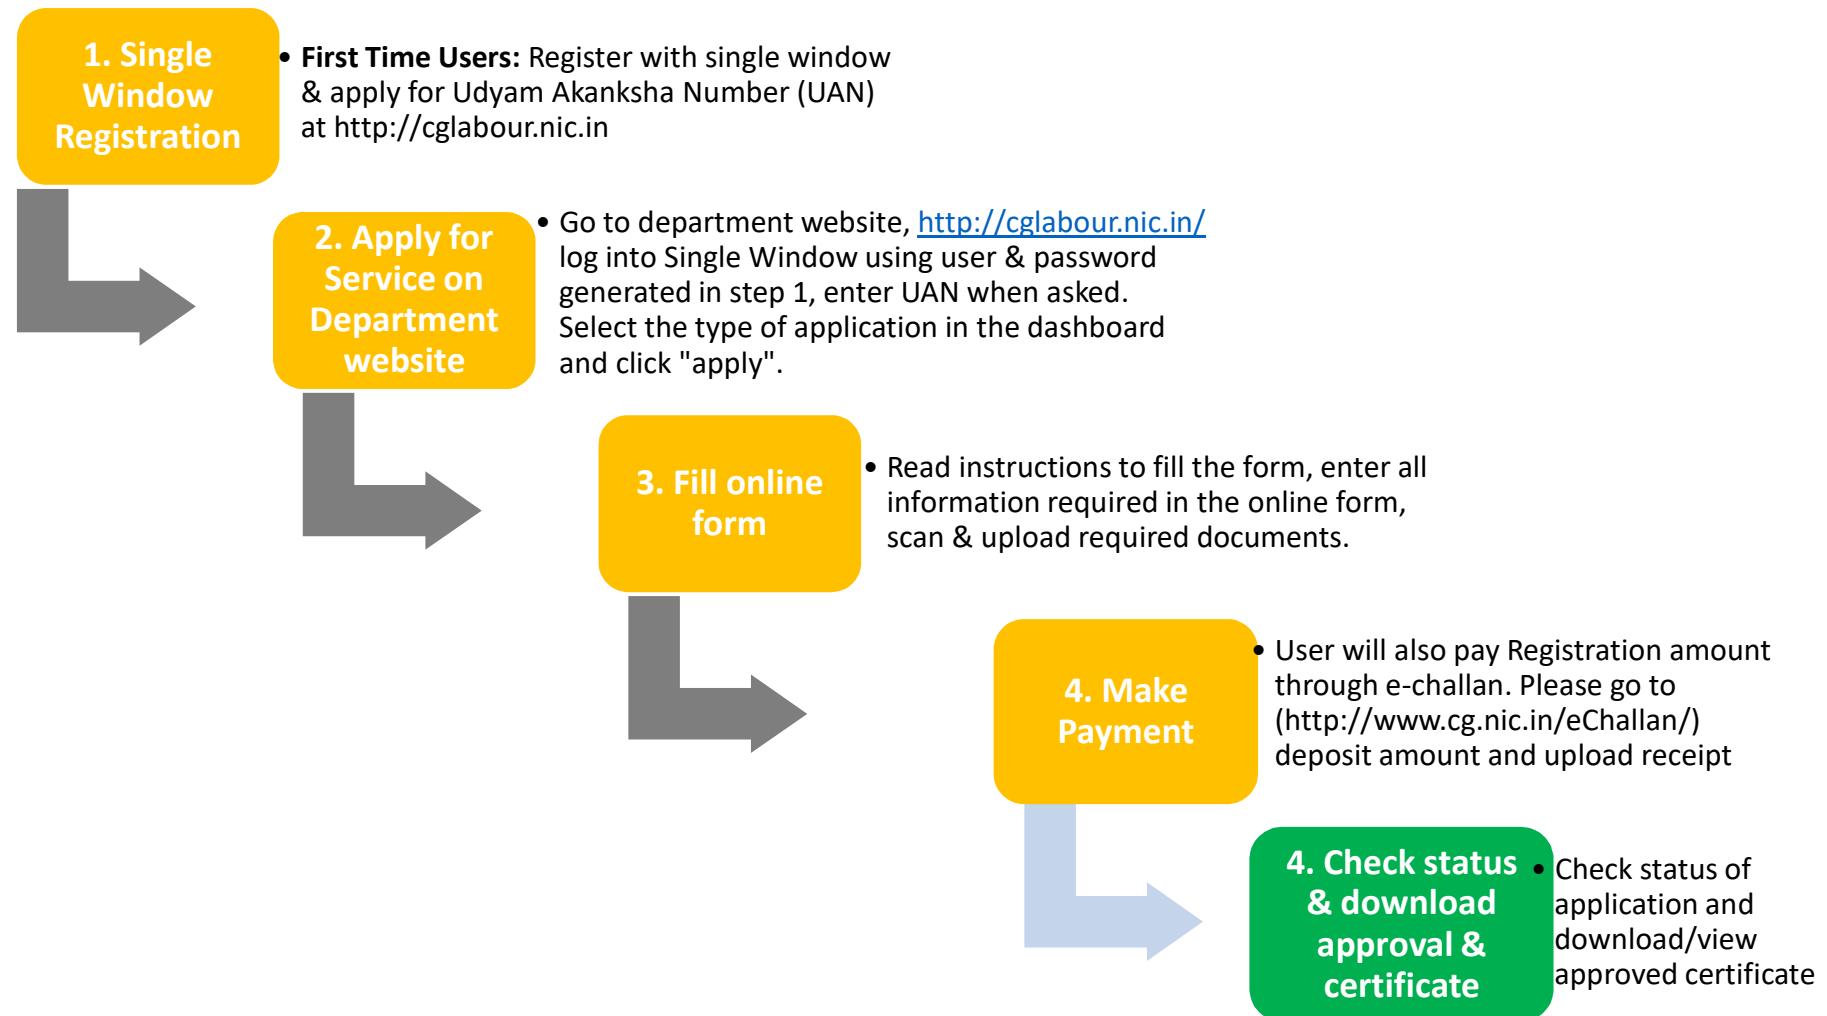 1. Single
Window
Registration
• First Time Users: Register with single window
& apply for Udyam Akanksha Number (UAN)
at http://cglabour.nic.in
2. Apply for
Service on
Department
website
• Go to department website, http://cglabour.nic.in/
log into Single Window using user & password
generated in step 1, enter UAN when asked.
Select the type of application in the dashboard
and click "apply".
3. Fill online
form
• Read instructions to fill the form, enter all
information required in the online form,
scan & upload required documents.
4. Make
Payment
• User will also pay Registration amount
through e-challan. Please go to
(http://www.cg.nic.in/eChallan/)
deposit amount and upload receipt
4. Check status
& download
approval &
certificate
• Check status of
application and
download/view
approved certificate